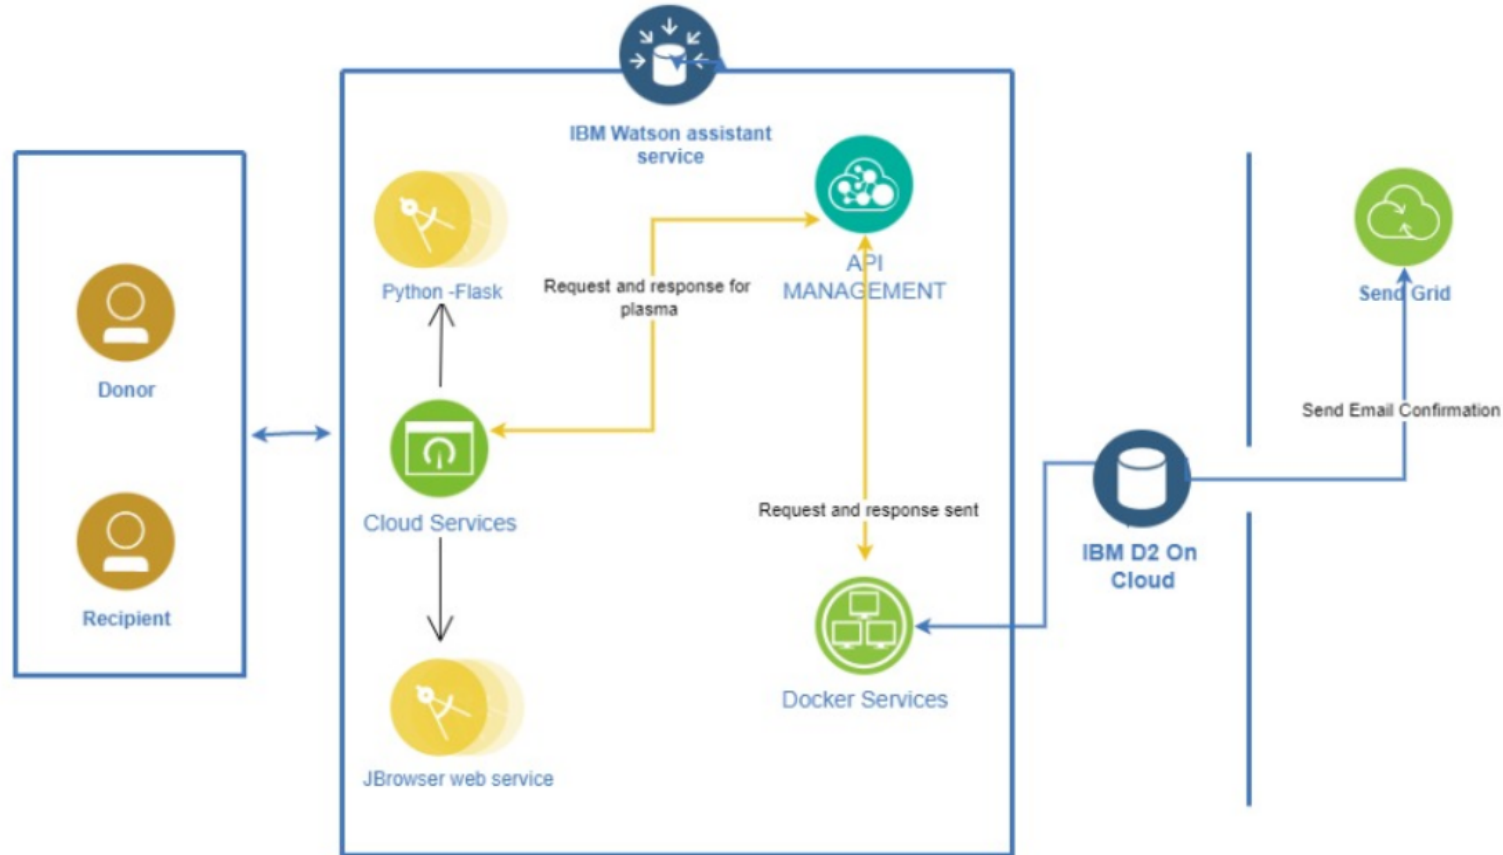 IBM Watson assistant
service
Python -Flask
Request and response for
plasma
API
MANAGEMENT
Send Grid
Donor
Send Email Confirmation
Cloud Services
Request and response sent
IBM D2 On
Cloud
Recipient
Docker Services
JBrowser web service